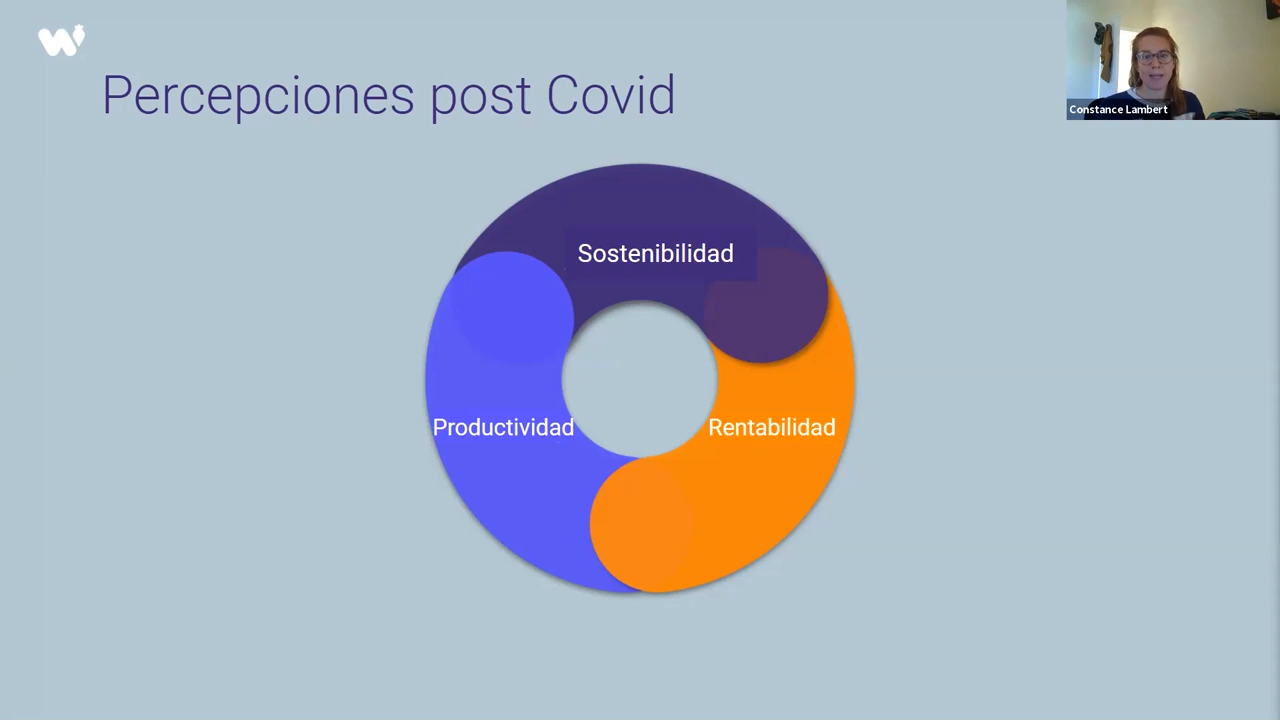 Percepciones post Covid
Constance Lambert
Sostenibilidad
Productividad
Rentabilidad